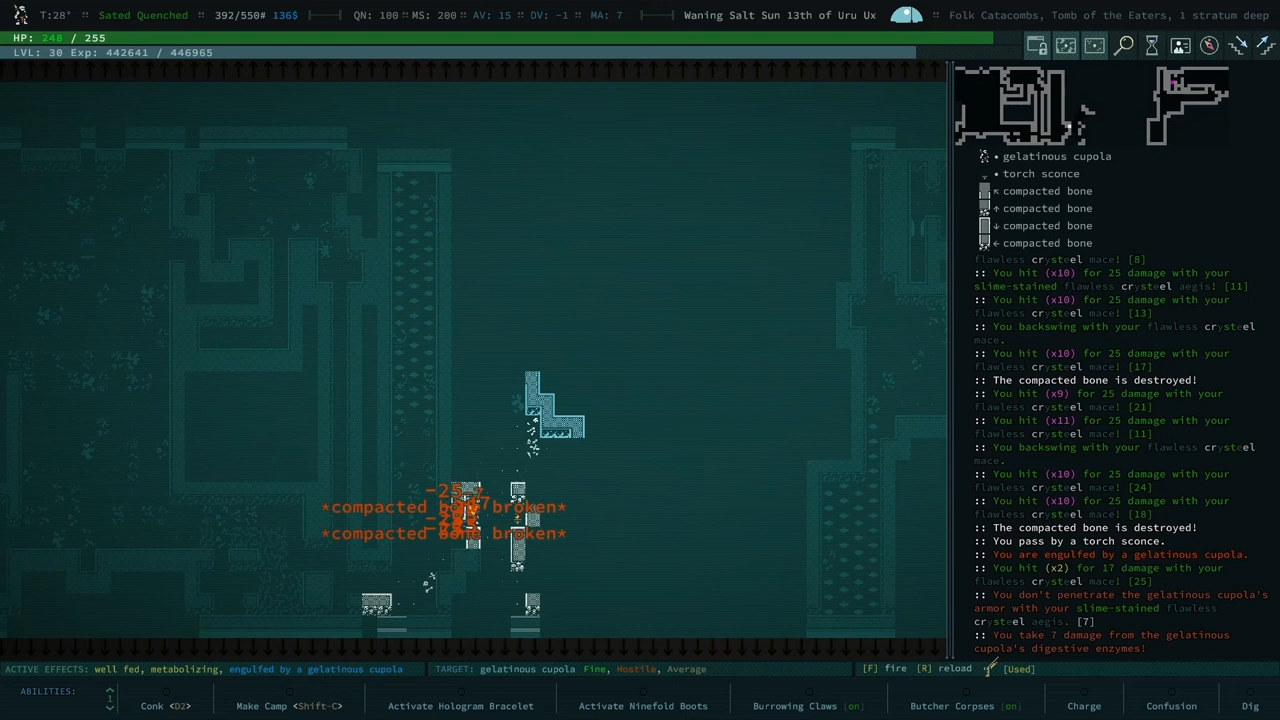 T:28° :: Sated Quenched :: 392/550# 136$ QN: 100 :: MS: 200 :: AV: 15 :: DV: -1 :: MA: 7 Waning Salt Sun 13th of Uru Ux :: Folk Catacombs, Tomb of the Eaters, 1 stratum deep
HP: 248 / 255
LVL: 30 Exp: 442641 / 446965
gelatinous cupola
torch sconce
compacted bone
compacted bone
compacted bone
compacted bone
flawless crysteel mace! [8]
:: You hit (x10) for 25 damage with your
slime-stained flawless crysteel aegis! [11]
:: You hit (x10) for 25 damage with your
flawless crysteel mace! [13]
:: You backswing with your flawless crysteel
mace.
:: You hit (x10) for 25 damage with your
flawless crysteel mace! [17]
:: The compacted bone is destroyed!
:: You hit (x9) for 25 damage with your
flawless crysteel mace! [21]
:: You hit (x11) for 25 damage with your
flawless crysteel mace! [11]
:: You backswing with your flawless crysteel
mace.
:: You hit (x10) for 25 damage with your
flawless crysteel mace! [24]
:: You hit (x10) for 25 damage with your
flawless crysteel mace! [18]
:: The compacted bone is destroyed!
:: You pass by a torch sconce.
:: You are engulfed by a gelatinous cupola.
:: You hit (x2) for 17 damage with your
flawless crysteel mace! [25]
:: You don't penetrate the gelatinous cupola's
armor with your slime-stained flawless
crysteel aegis. [7]
:: You take 7 damage from the gelatinous
cupola's digestive enzymes!
-25
*compacted bone broken*
*compacted bone broken*
ACTIVE EFFECTS: well fed, metabolizing, engulfed by a gelatinous cupola
TARGET: gelatinous cupola Fine, Hostile, Average
[F] fire [R] reload [Used]
ABILITIES: 1 Conk <D2> Make Camp <Shift-C> Activate Hologram Bracelet Activate Ninefold Boots Burrowing Claws [on] Butcher Corpses [on] Charge Confusion Dig